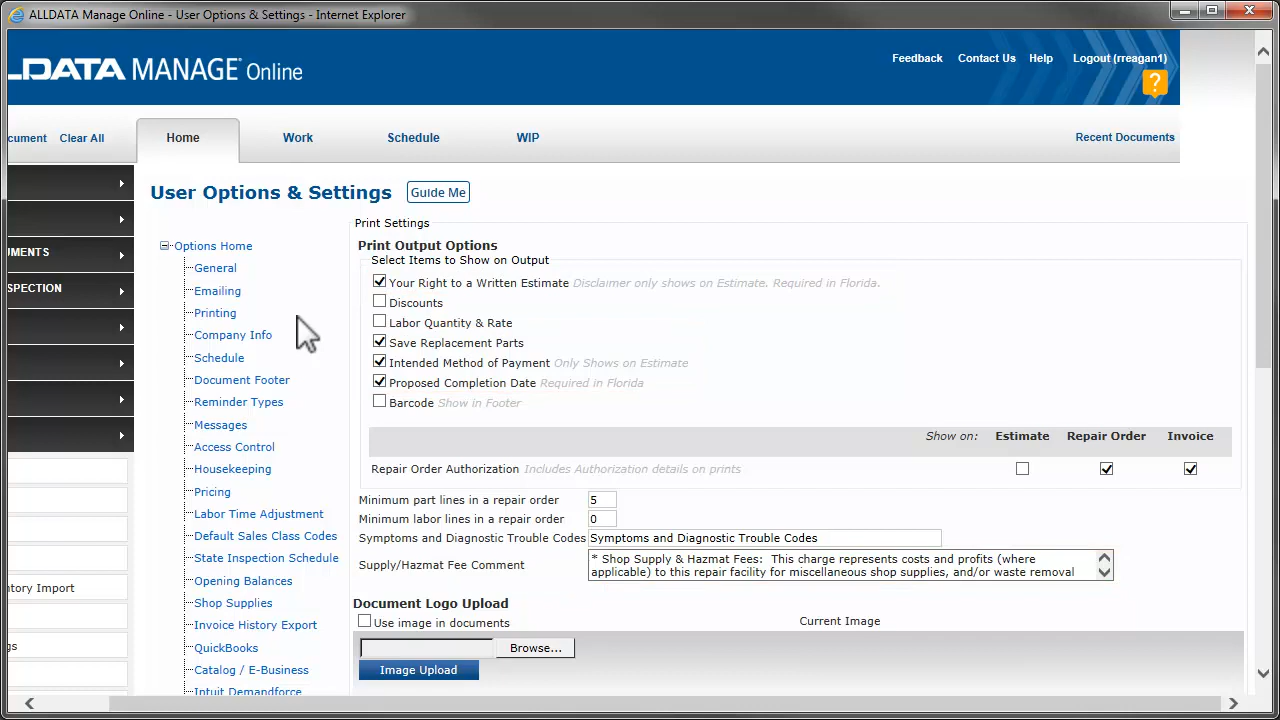 ALLDATA Manage Online - User Options & Settings - Internet Explorer
LLDATA MANAGE® Online
Feedback
Contact Us
Help
Logout (rreagan1)
?
cument
Clear All
Home
Work
Schedule
WIP
Recent Documents
UMENTS
SPECTION
ntory Import
gs
User Options & Settings
Guide Me
Options Home
General
Emailing
Printing
Company Info
Schedule
Document Footer
Reminder Types
Messages
Access Control
Housekeeping
Pricing
Labor Time Adjustment
Default Sales Class Codes
State Inspection Schedule
Opening Balances
Shop Supplies
Invoice History Export
QuickBooks
Catalog / E-Business
Intuit Demandforce
Print Settings
Print Output Options
Select Items to Show on Output
Your Right to a Written Estimate Disclaimer only shows on Estimate. Required in Florida.
Discounts
Labor Quantity & Rate
Save Replacement Parts
Intended Method of Payment Only Shows on Estimate
Proposed Completion Date Required in Florida
Barcode Show in Footer
Show on: Estimate Repair Order Invoice
Repair Order Authorization Includes Authorization details on prints
Minimum part lines in a repair order 5
Minimum labor lines in a repair order 0
Symptoms and Diagnostic Trouble Codes Symptoms and Diagnostic Trouble Codes
Supply/Hazmat Fee Comment
* Shop Supply & Hazmat Fees: This charge represents costs and profits (where
applicable) to this repair facility for miscellaneous shop supplies, and/or waste removal
Document Logo Upload
Use image in documents
Current Image
Browse...
Image Upload